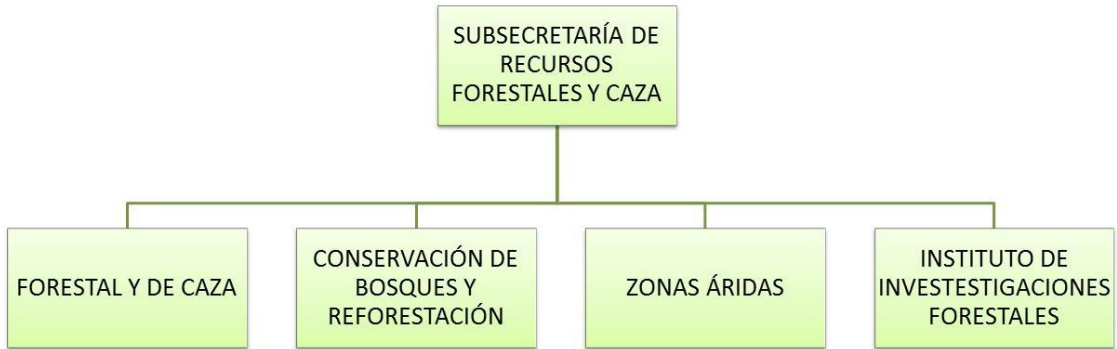 SUBSECRETARÍA DE
RECURSOS
FORESTALES Y CAZA
FORESTAL Y DE CAZA
CONSERVACIÓN DE
BOSQUES Y
REFORESTACIÓN
ZONAS ÁRIDAS
INSTITUTO DE
INVESTESTIGACIONES
FORESTALES